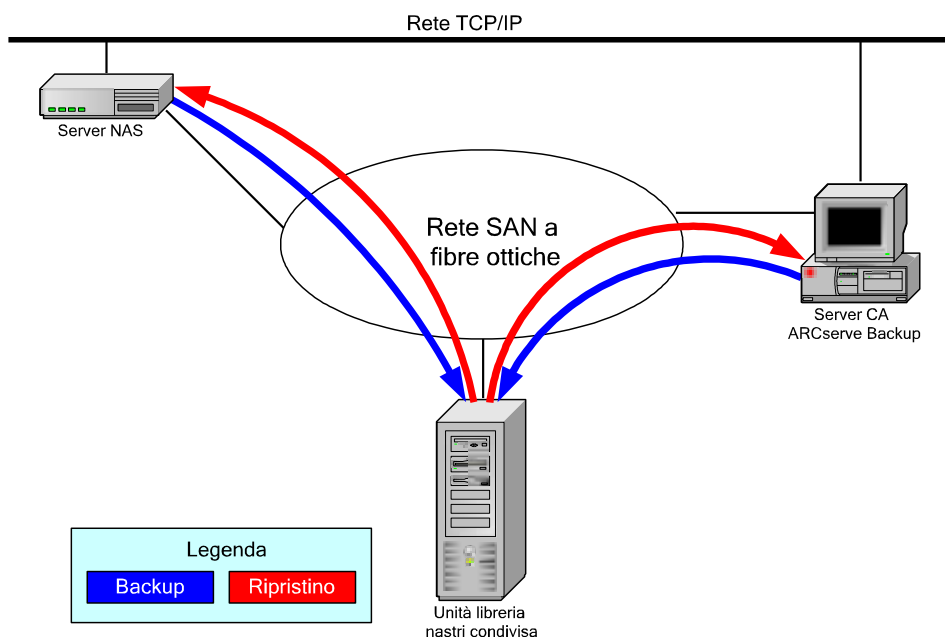 Rete TCP/IP
Server NAS
Rete SAN a
fibre ottiche
Server CA
ARCserve Backup
Legenda
Backup
Ripristino
Unità libreria
nastri condivisa